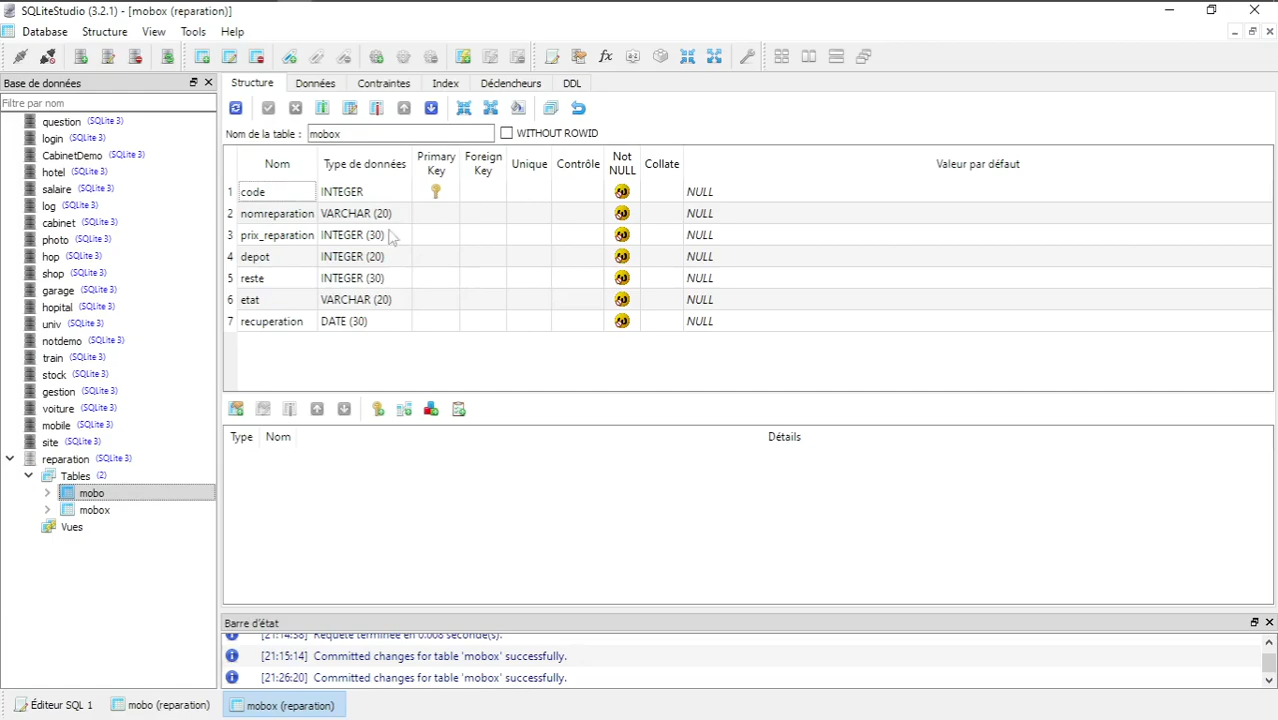 SQLiteStudio (3.2.1) - [mobox (reparation)]
Database Structure View Tools Help
Base de données
Filtre par nom
question (SQLite 3)
login (SQLite 3)
CabinetDemo (SQLite 3)
hotel (SQLite 3)
salaire (SQLite 3)
log (SQLite 3)
cabinet (SQLite 3)
photo (SQLite 3)
hop (SQLite 3)
shop (SQLite 3)
garage (SQLite 3)
hopital (SQLite 3)
univ (SQLite 3)
notdemo (SQLite 3)
train (SQLite 3)
stock (SQLite 3)
gestion (SQLite 3)
voiture (SQLite 3)
mobile (SQLite 3)
site (SQLite 3)
reparation (SQLite 3)
Tables (2)
mobo
mobox
Vues
Structure Données Contraintes Index Déclencheurs DDL
Nom de la table : mobox WITHOUT ROWID
Nom Type de données Primary Key Foreign Key Unique Contrôle Not NULL Collate Valeur par défaut
1 code INTEGER NULL
2 nomreparation VARCHAR (20) NULL
3 prix_reparation INTEGER (30) NULL
4 depot INTEGER (20) NULL
5 reste INTEGER (30) NULL
6 etat VARCHAR (20) NULL
7 recuperation DATE (30) NULL
Type Nom Détails
Barre d'état
[21:14:58] Requête terminée en 0.008 seconde(s).
[21:15:14] Committed changes for table 'mobox' successfully.
[21:26:20] Committed changes for table 'mobox' successfully.
Éditeur SQL 1 mobo (reparation) mobox (reparation)